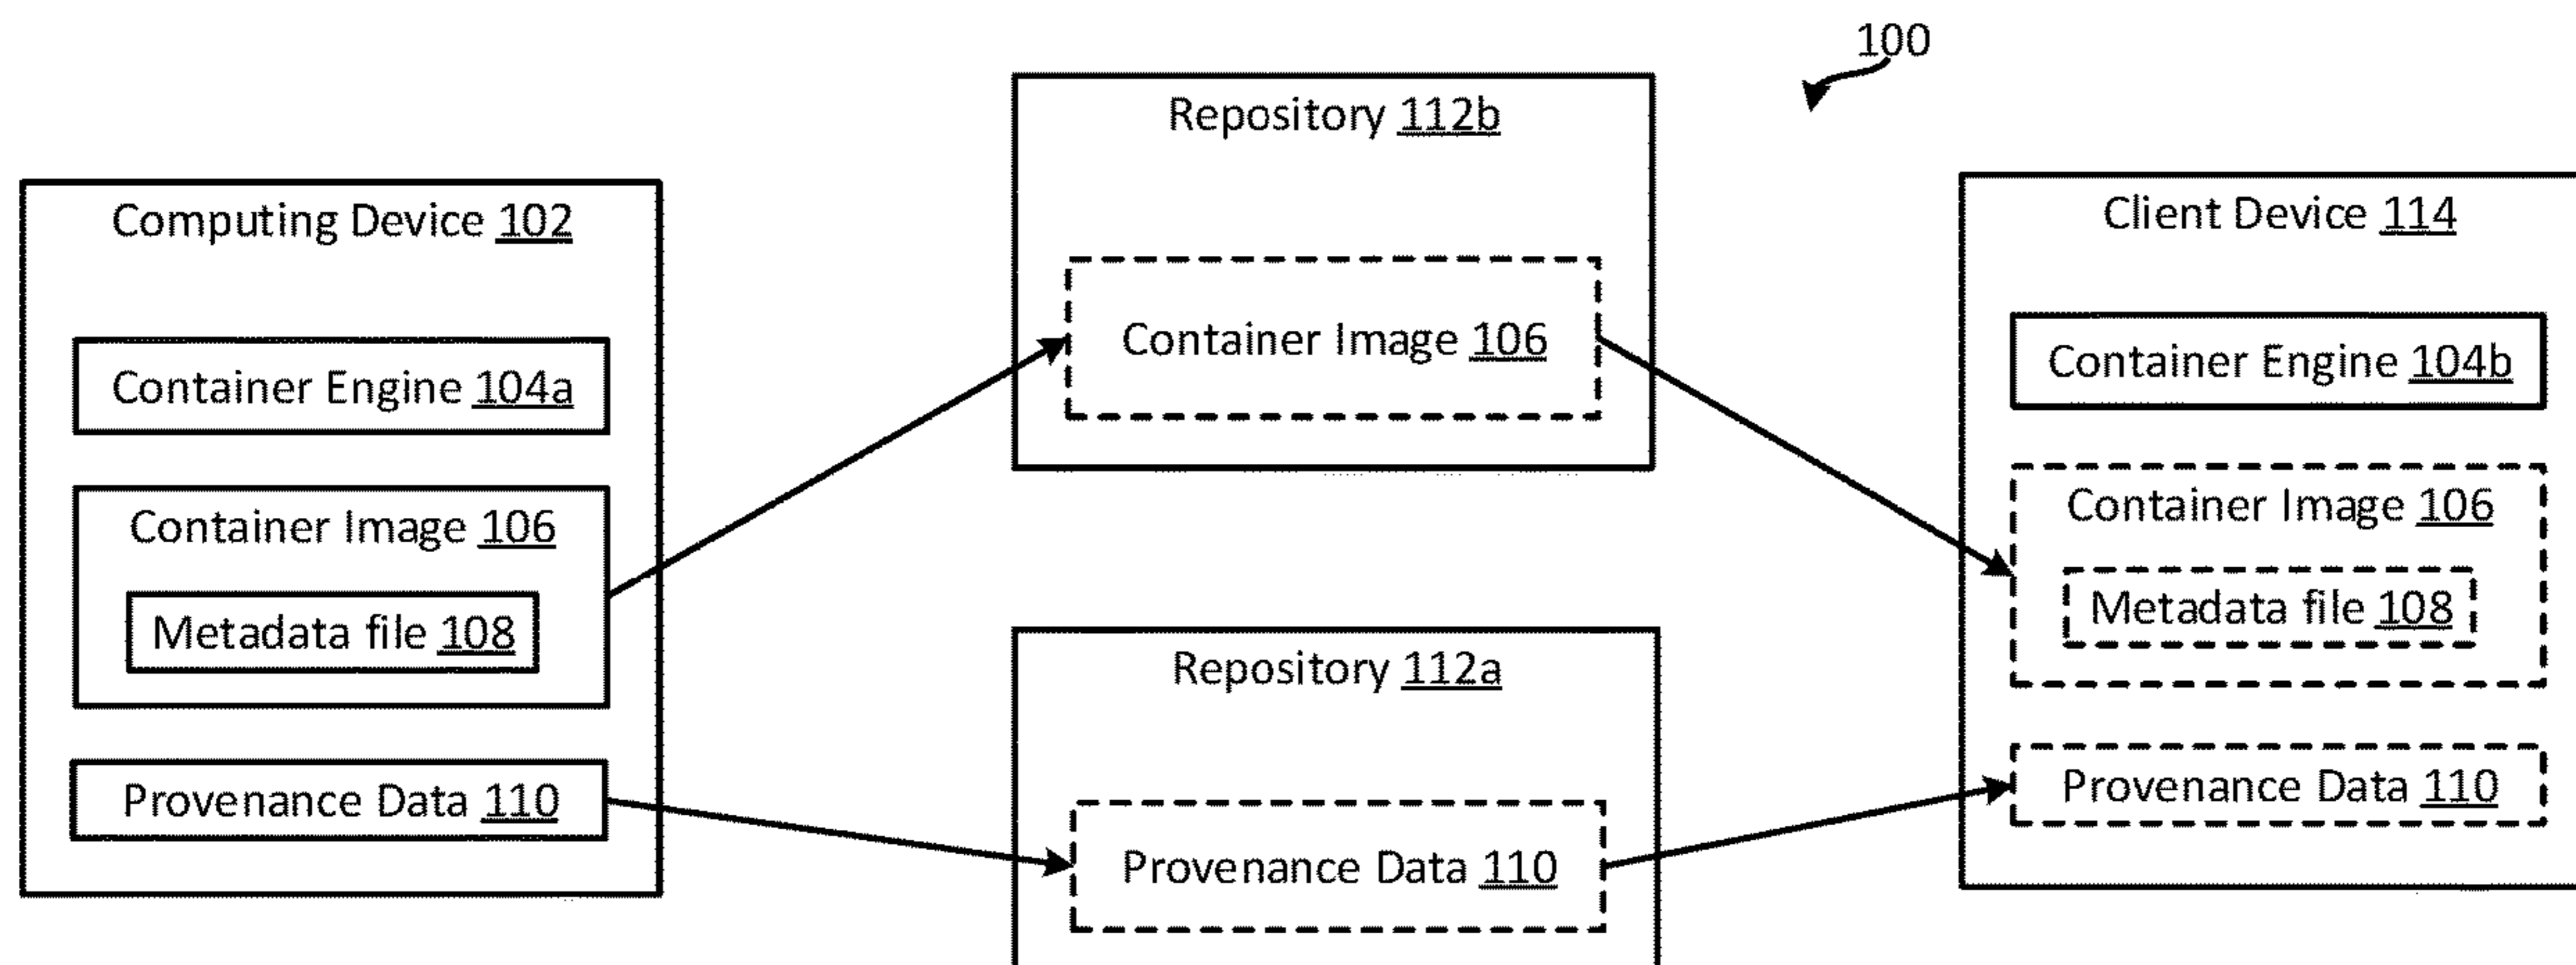 100
Repository 112b
Container Image 106
Computing Device 102
Container Engine 104a
Container Image 106
Metadata file 108
Provenance Data 110
Repository 112a
Provenance Data 110
Client Device 114
Container Engine 104b
Container Image 106
Metadata file 108
Provenance Data 110